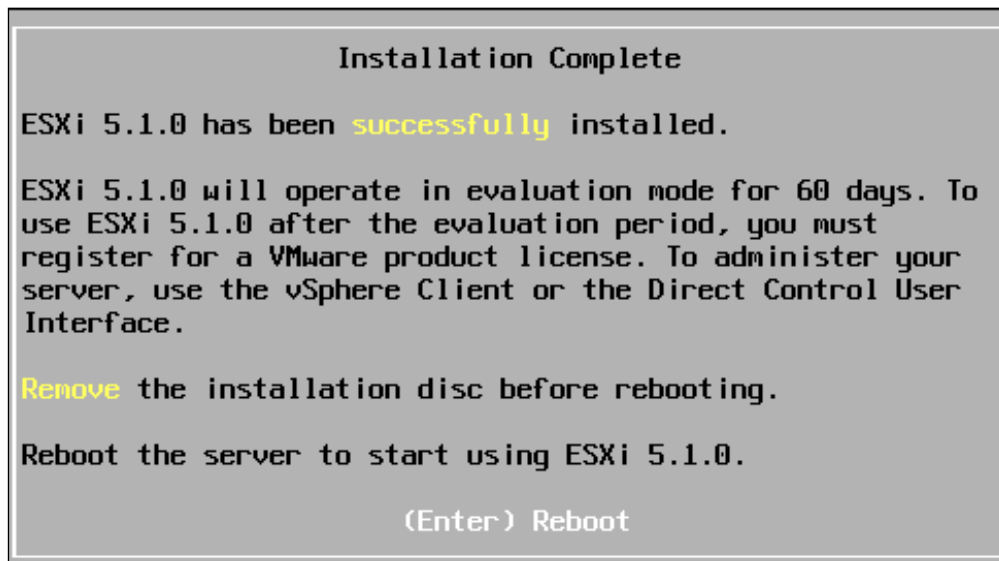 Installation Complete
ESXi 5.1.0 has been successfully installed.
ESXi 5.1.0 will operate in evaluation mode for 60 days. To
use ESXi 5.1.0 after the evaluation period, you must
register for a VMware product license. To administer your
server, use the vSphere Client or the Direct Control User
Interface.
Remove the installation disc before rebooting.
Reboot the server to start using ESXi 5.1.0.
(Enter) Reboot